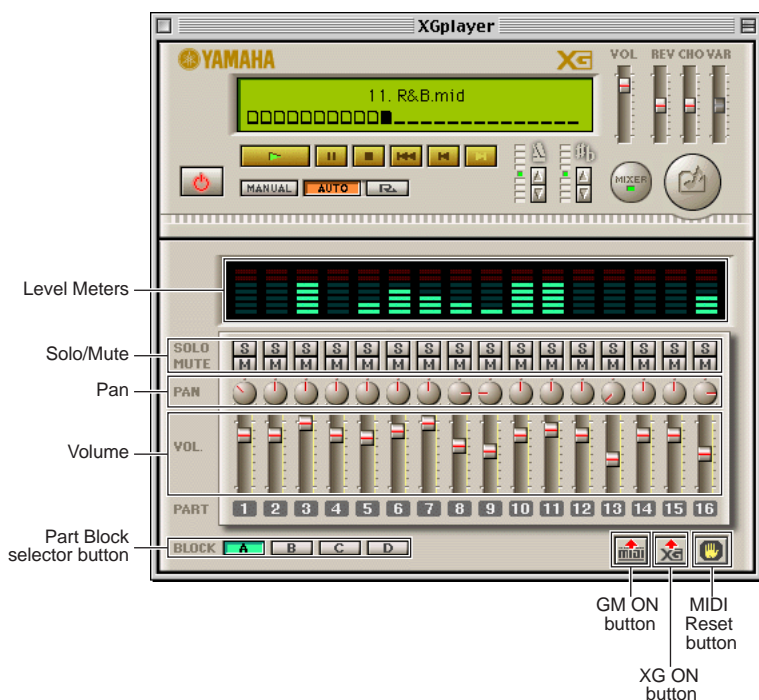 XGplayer
YAMAHA
XG
VOL REV CHO VAR
11. R&B.mid
MIXER
MANUAL AUTO
Level Meters
Solo/Mute
SOLO S S S S S S S S S S S S S S S S
MUTE M M M M M M M M M M M M M M M M
Pan
PAN
Volume
VOL.
PART 1 2 3 4 5 6 7 8 9 10 11 12 13 14 15 16
Part Block
selector button
BLOCK A B C D
midi
XG
GM ON
button
MIDI
Reset
button
XG ON
button